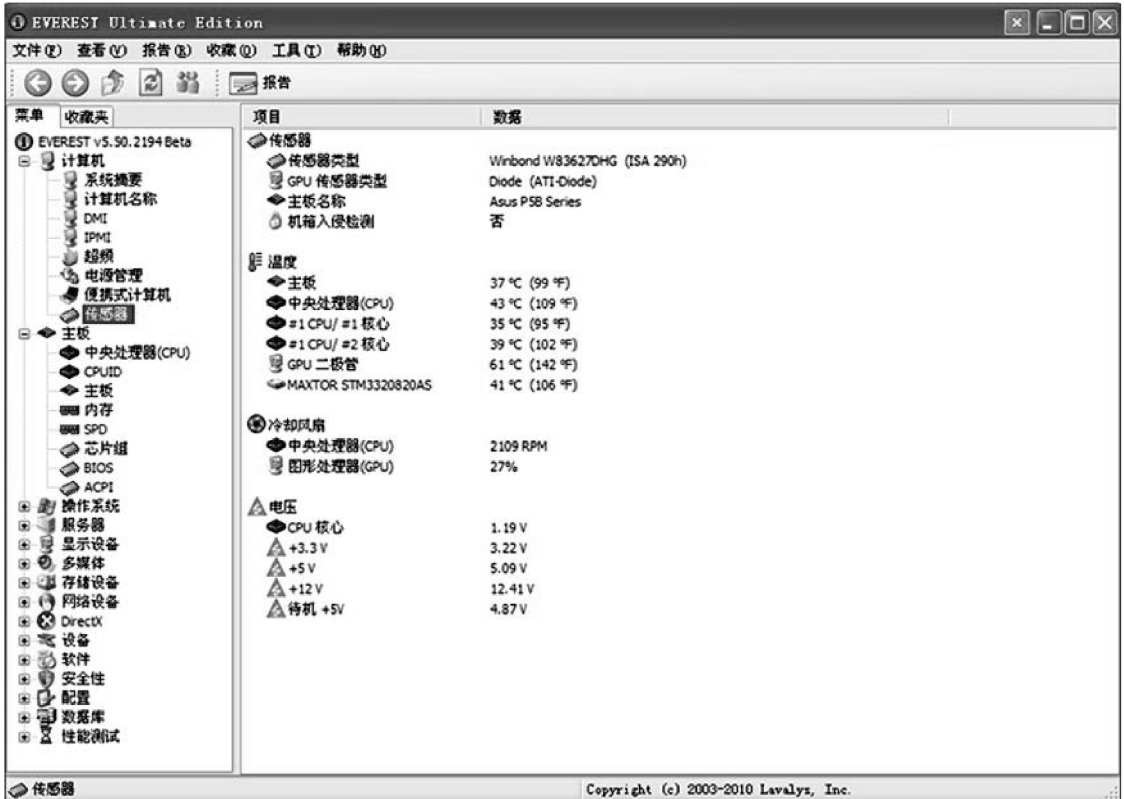 EVEREST Ultimate Edition
文件(F) 查看(V) 报告(R) 收藏(O) 工具(T) 帮助(H)
报告
菜单 收藏夹
项目 数据
EVEREST v5.50.2194 Beta
计算机
系统摘要
计算机名称
DMI
IPMI
超频
电源管理
便携式计算机
传感器
主板
中央处理器(CPU)
CPUID
主板
内存
SPD
芯片组
BIOS
ACPI
操作系统
服务器
显示设备
多媒体
存储设备
网络设备
DirectX
设备
软件
安全性
配置
数据库
性能测试
传感器
传感器类型 Winbond W83627DHG (ISA 290h)
GPU 传感器类型 Diode (ATI-Diode)
主板名称 Asus P5B Series
机箱入侵检测 否
温度
主板 37 °C (99 °F)
中央处理器(CPU) 43 °C (109 °F)
#1 CPU/ #1 核心 35 °C (95 °F)
#1 CPU/ #2 核心 39 °C (102 °F)
GPU 二极管 61 °C (142 °F)
MAXTOR STM3320820AS 41 °C (106 °F)
冷却风扇
中央处理器(CPU) 2109 RPM
图形处理器(GPU) 27%
电压
CPU 核心 1.19 V
+3.3 V 3.22 V
+5 V 5.09 V
+12 V 12.41 V
待机 +5V 4.87 V
传感器 Copyright (c) 2003-2010 Lavalys, Inc.